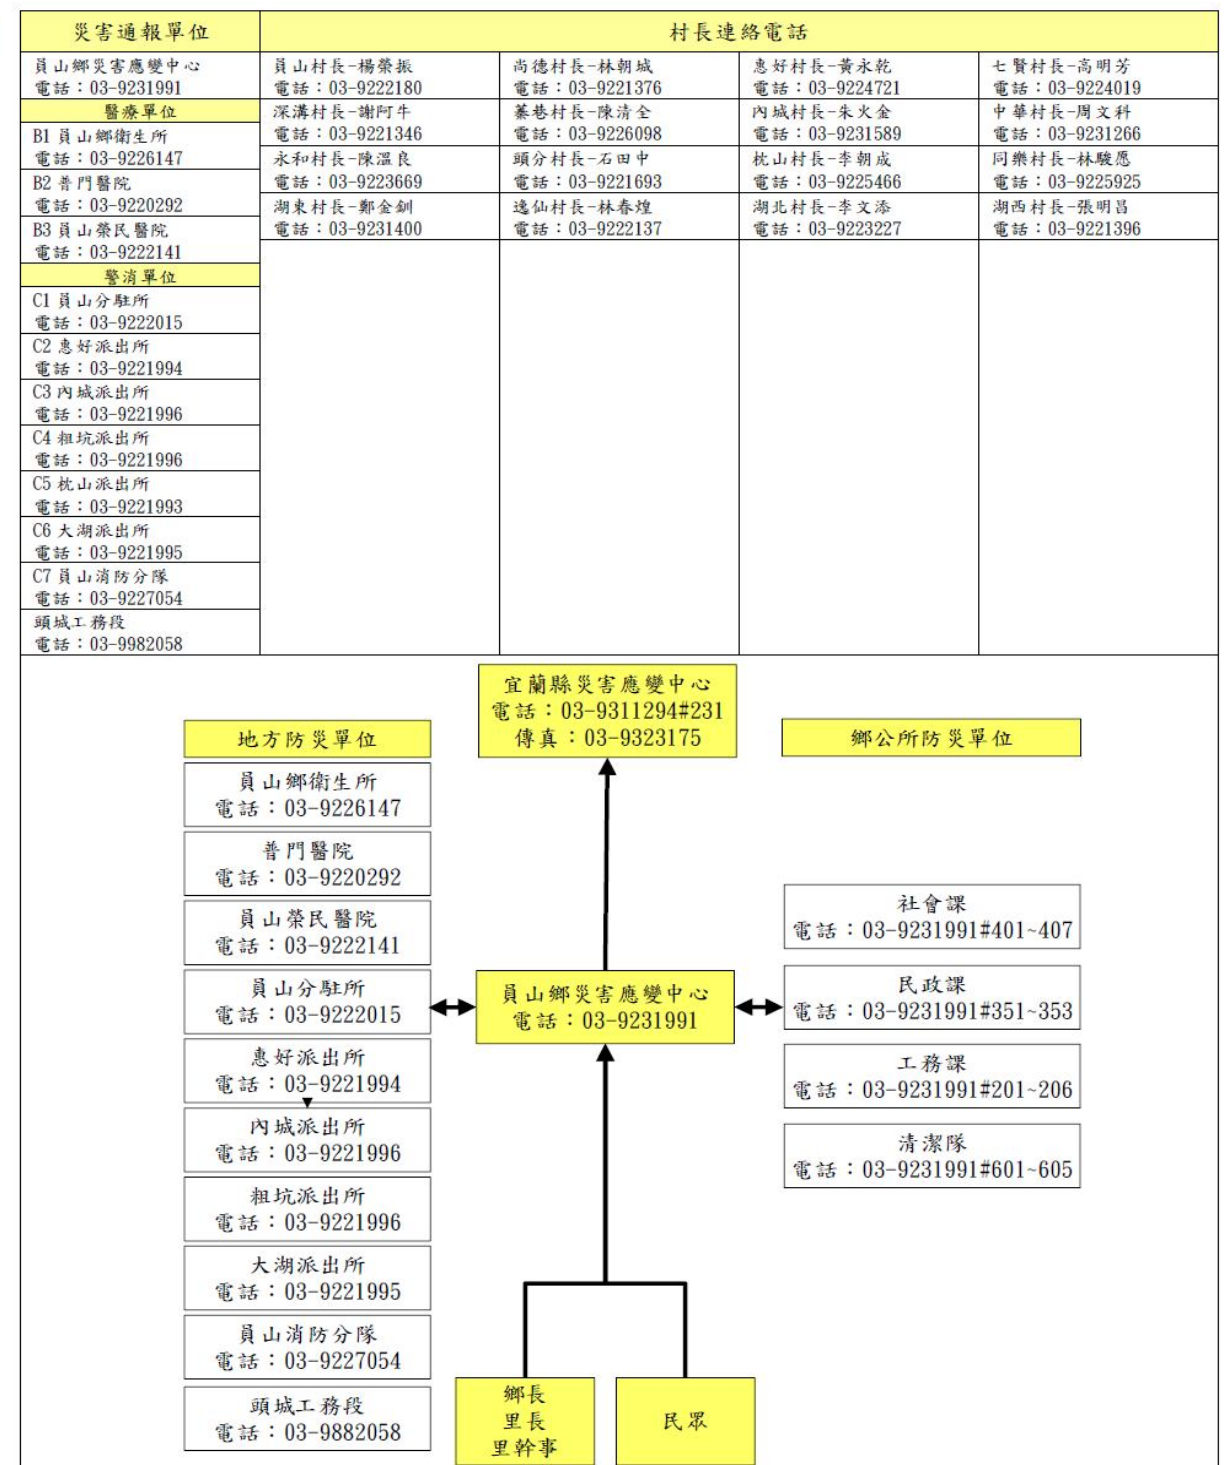 災害通報單位
村長連絡電話
員山鄉災害應變中心
電話：03-9231991
員山村長-楊榮振
電話：03-9222180
尚德村長-林朝城
電話：03-9221376
惠好村長-黃永乾
電話：03-9224721
七賢村長-高明芳
電話：03-9224019
醫療單位
B1 員山鄉衛生所
電話：03-9226147
深溝村長-謝阿牛
電話：03-9221346
蓁巷村長-陳清全
電話：03-9226098
內城村長-朱火金
電話：03-9231589
中華村長-周文科
電話：03-9231266
永和村長-陳溫良
電話：03-9223669
頭分村長-石田中
電話：03-9221693
枕山村長-李朝成
電話：03-9225466
同樂村長-林駿愿
電話：03-9225925
B2 普門醫院
電話：03-9220292
湖東村長-鄭金釧
電話：03-9231400
逸仙村長-林春煌
電話：03-9222137
湖北村長-李文添
電話：03-9223227
湖西村長-張明昌
電話：03-9221396
B3 員山榮民醫院
電話：03-9222141
警消單位
C1 員山分駐所
電話：03-9222015
C2 惠好派出所
電話：03-9221994
C3 內城派出所
電話：03-9221996
C4 粗坑派出所
電話：03-9221996
C5 枕山派出所
電話：03-9221993
C6 大湖派出所
電話：03-9221995
C7 員山消防分隊
電話：03-9227054
頭城工務段
電話：03-9982058
宜蘭縣災害應變中心
電話：03-9311294#231
傳真：03-9323175
地方防災單位
員山鄉衛生所
電話：03-9226147
普門醫院
電話：03-9220292
員山榮民醫院
電話：03-9222141
員山分駐所
電話：03-9222015
惠好派出所
電話：03-9221994
內城派出所
電話：03-9221996
粗坑派出所
電話：03-9221996
大湖派出所
電話：03-9221995
員山消防分隊
電話：03-9227054
頭城工務段
電話：03-9882058
員山鄉災害應變中心
電話：03-9231991
鄉公所防災單位
社會課
電話：03-9231991#401~407
民政課
電話：03-9231991#351~353
工務課
電話：03-9231991#201~206
清潔隊
電話：03-9231991#601~605
鄉長
里長
里幹事
民眾